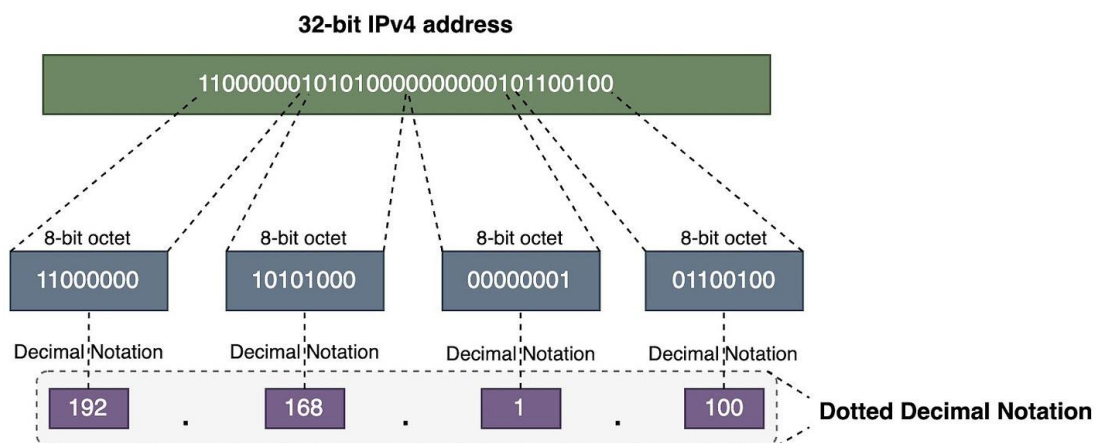 32-bit IPv4 address
11000000101010000000000101100100
8-bit octet 8-bit octet 8-bit octet 8-bit octet
11000000 10101000 00000001 01100100
Decimal Notation Decimal Notation Decimal Notation Decimal Notation
192 . 168 . 1 . 100
Dotted Decimal Notation